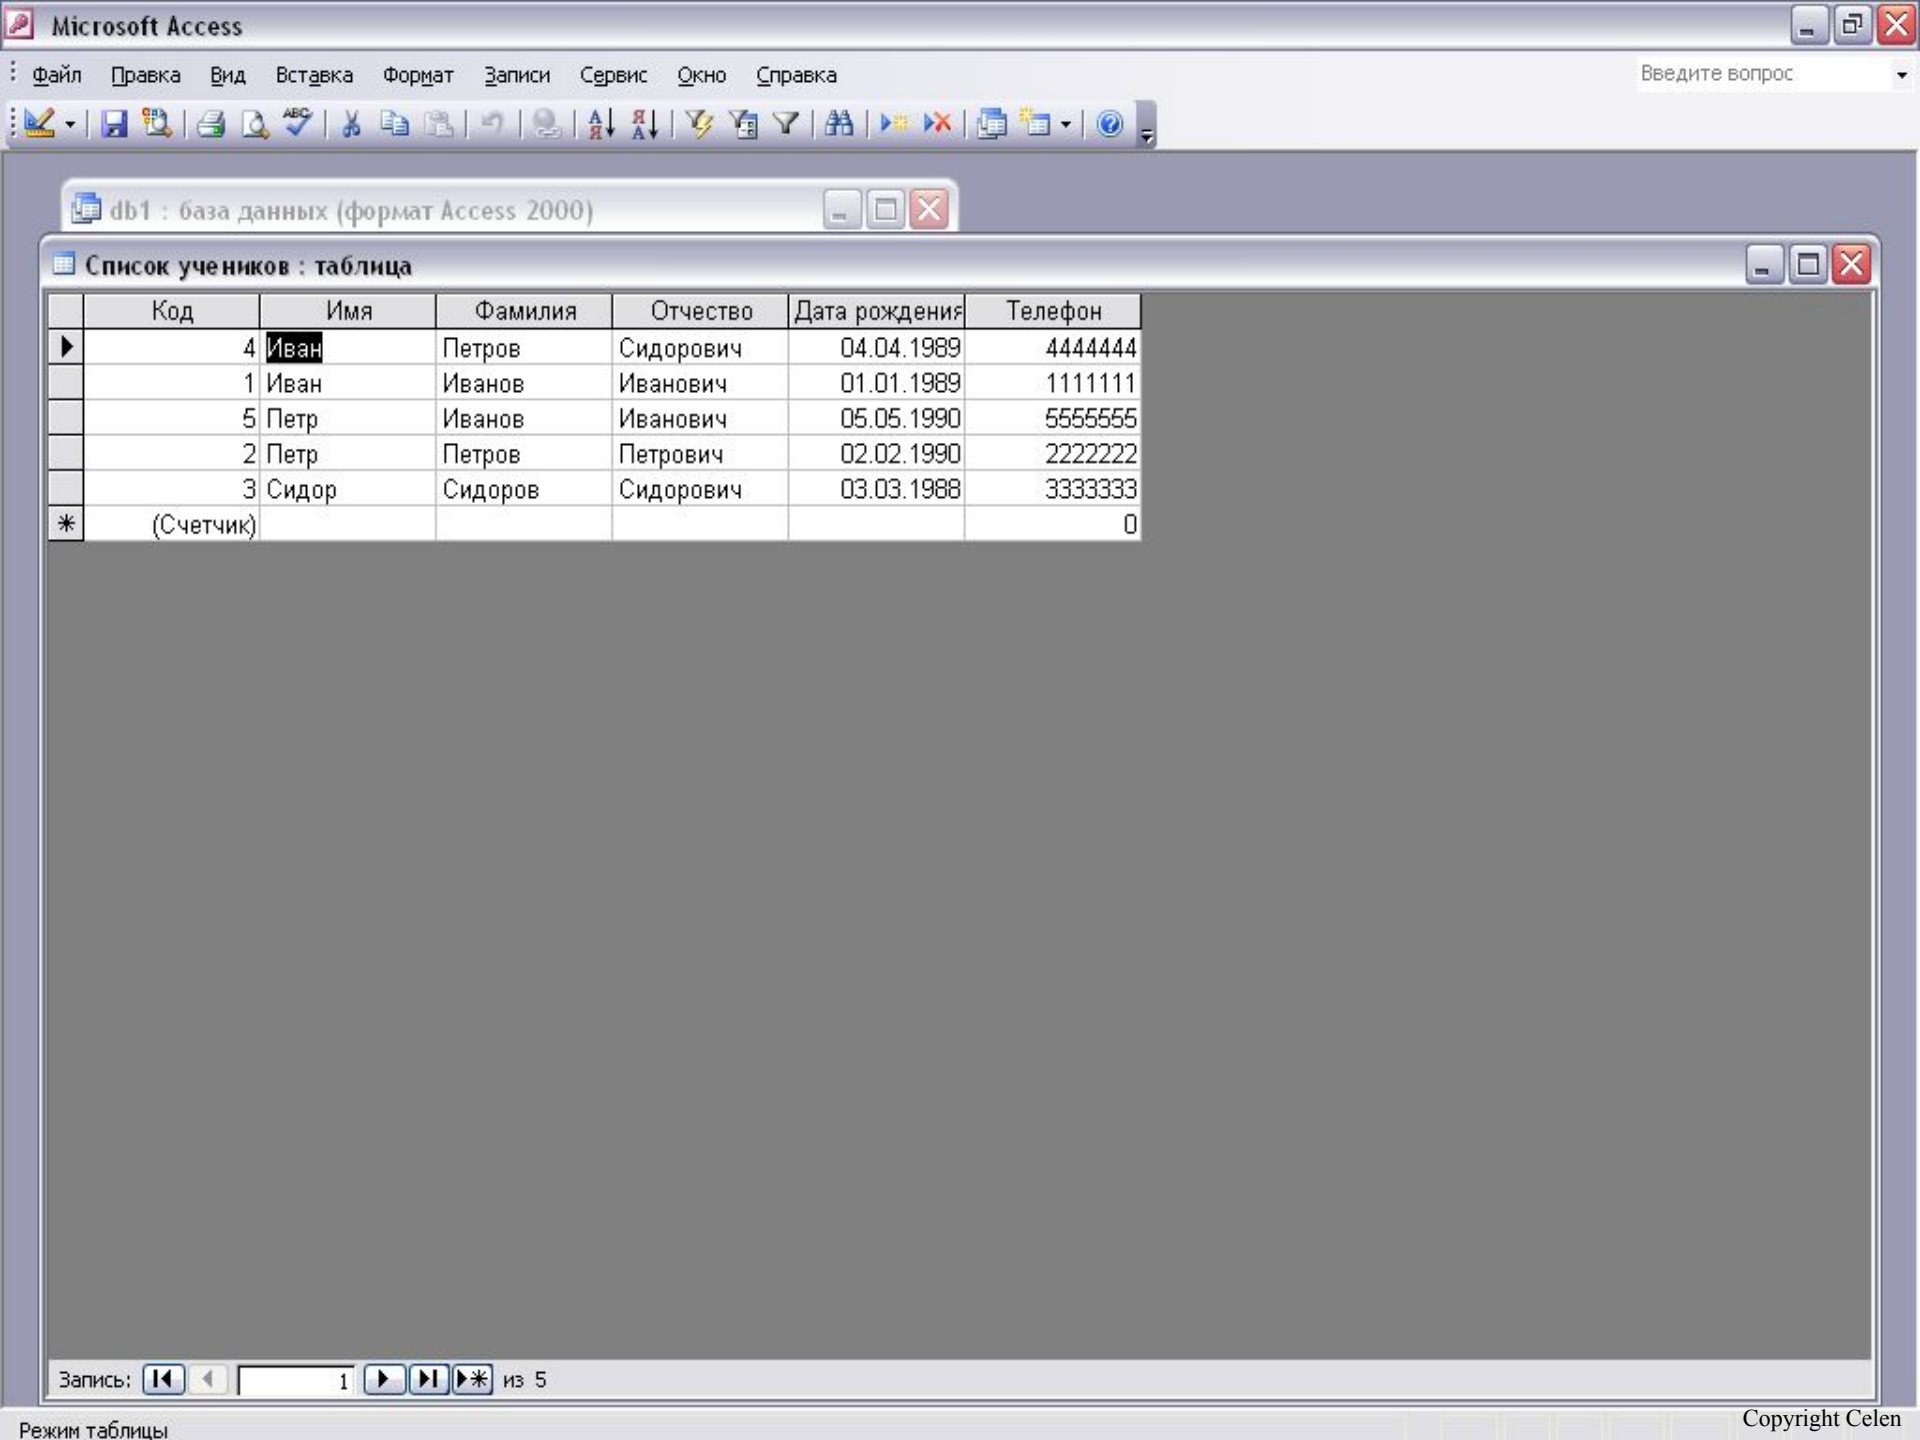 Microsoft Access
Файл Правка Вид Вставка Формат Записи Сервис Окно Справка Введите вопрос
db1 : база данных (формат Access 2000)
Список учеников : таблица
Код Имя Фамилия Отчество Дата рождения Телефон
4 Иван Петров Сидорович 04.04.1989 4444444
1 Иван Иванов Иванович 01.01.1989 1111111
5 Петр Иванов Иванович 05.05.1990 5555555
2 Петр Петров Петрович 02.02.1990 2222222
3 Сидор Сидоров Сидорович 03.03.1988 3333333
(Счетчик) 0
Запись: 1 из 5
Режим таблицы
Copyright Celen